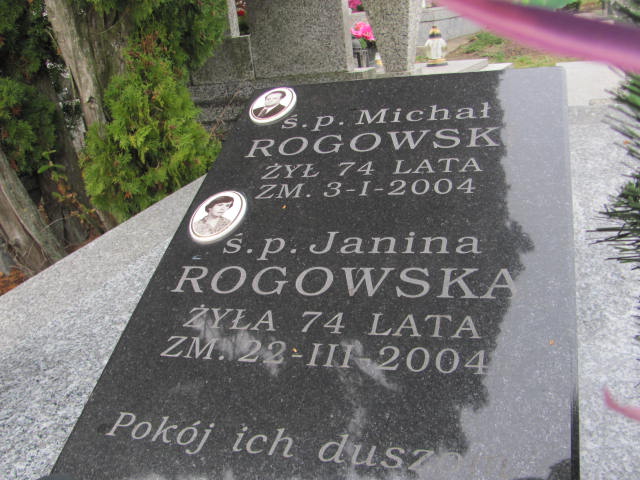 ś.p. Michał
ROGOWSK
ŻYŁ 74 LATA
ZM. 3-I-2004
ś.p. Janina
ROGOWSKA
ŻYŁA 74 LATA
ZM. 22-III-2004
Pokój ich